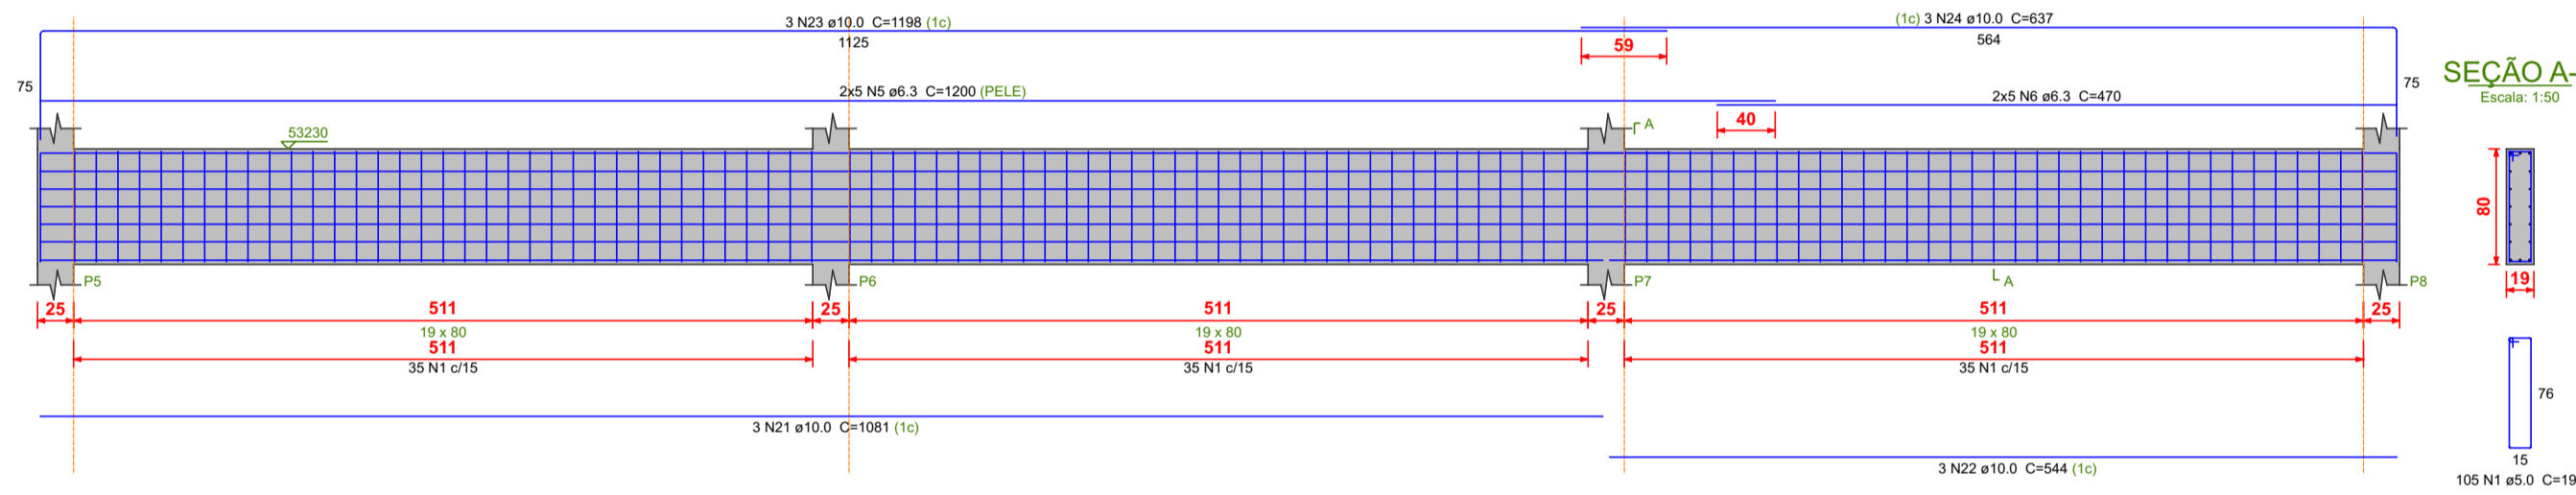 3 N23 ø10.0 C=1198 (1c)
1125
(1c) 3 N24 ø10.0 C=637
564
59
75
75
2x5 N5 ø6.3 C=1200 (PELE)
2x5 N6 ø6.3 C=470
40
SEÇÃO A-
Escala: 1:50
53230
A
80
19
P5
P6
P7
A
P8
25
511
25
511
25
511
25
19 x 80
19 x 80
19 x 80
511
511
511
35 N1 c/15
35 N1 c/15
35 N1 c/15
76
15
105 N1 ø5.0 C=19
3 N21 ø10.0 C=1081 (1c)
3 N22 ø10.0 C=544 (1c)